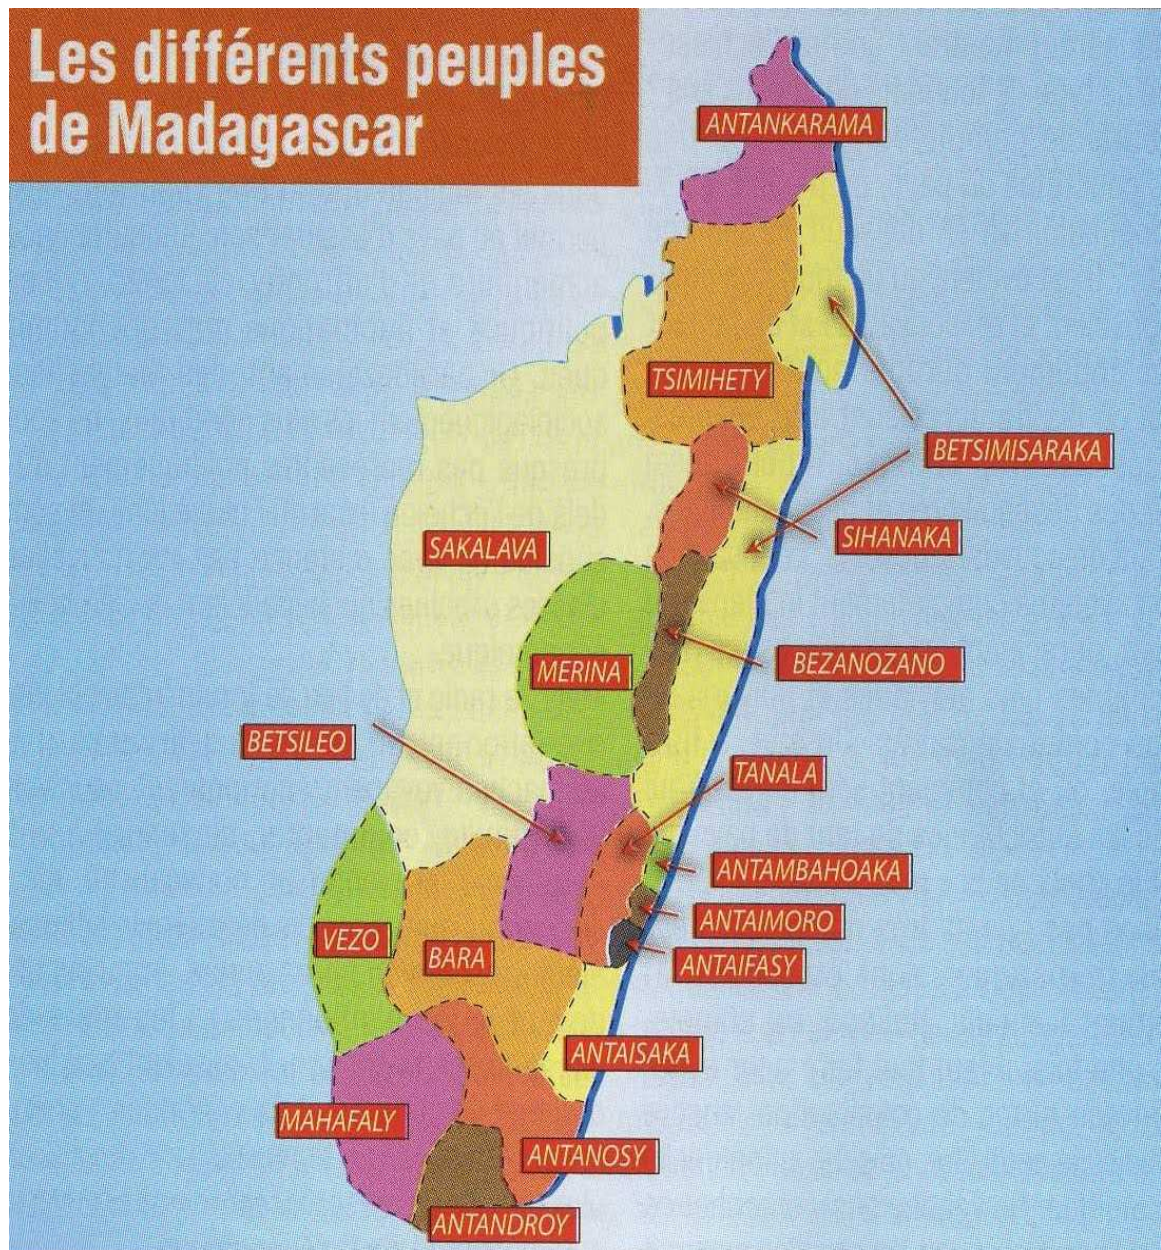 Les différents peuples
de Madagascar
ANTANKARAMA
TSIMIHETY
BETSIMISARAKA
SIHANAKA
SAKALAVA
BEZANOZANO
MERINA
BETSILEO
TANALA
ANTAMBAHOAKA
ANTAIMORO
VEZO
BARA
ANTAIFASY
ANTAISAKA
MAHAFALY
ANTANOSY
ANTANDROY